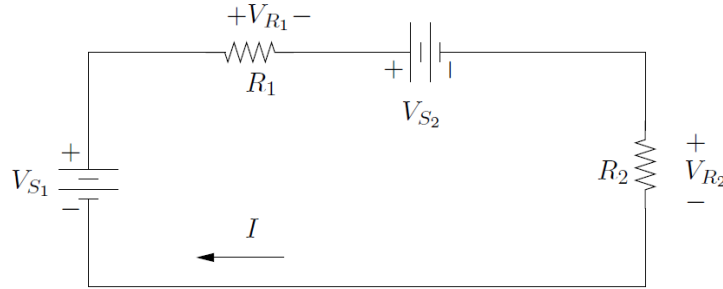 +V_{R_1}−
R_1
+ −
V_{S_2}
+
V_{S_1}
−
R_2
+
V_{R_2}
−
I